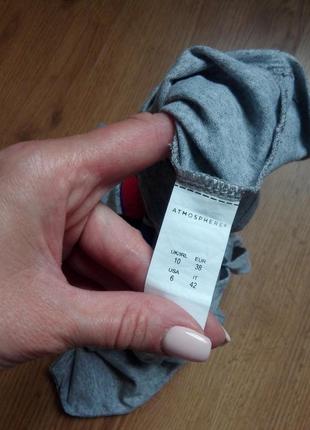 ATMOSPHERE®
UK/IRL EUR
10 38
USA IT
6 42